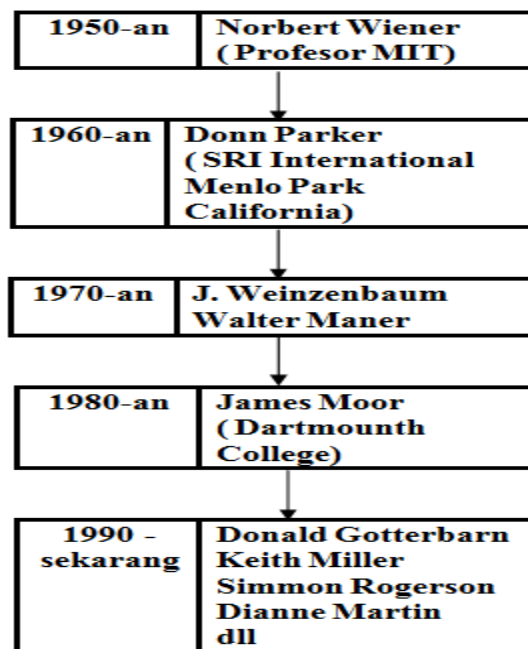 1950-an Norbert Wiener
( Profesor MIT)
1960-an Donn Parker
( SRI International
Menlo Park
California)
1970-an J. Weinzenbaum
Walter Maner
1980-an James Moor
( Dartmounth
College)
1990 - Donald Gotterbarn
sekarang Keith Miller
Simmon Rogerson
Dianne Martin
dll